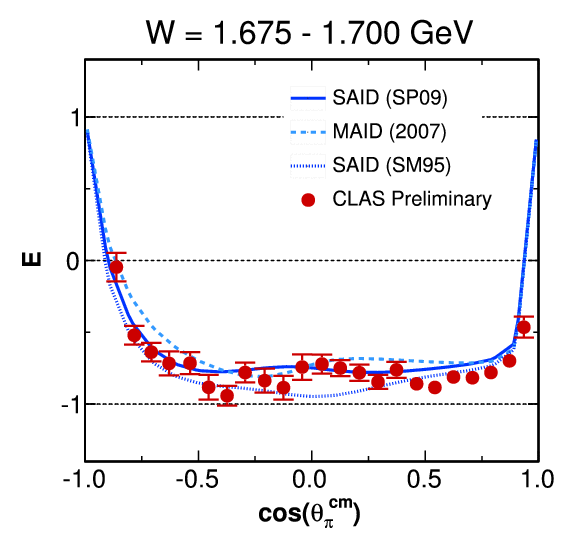 W = 1.675 - 1.700 GeV
SAID (SP09)
MAID (2007)
SAID (SM95)
CLAS Preliminary
1
0
-1
E
-1.0 -0.5 0.0 0.5 1.0
cos(θπcm)